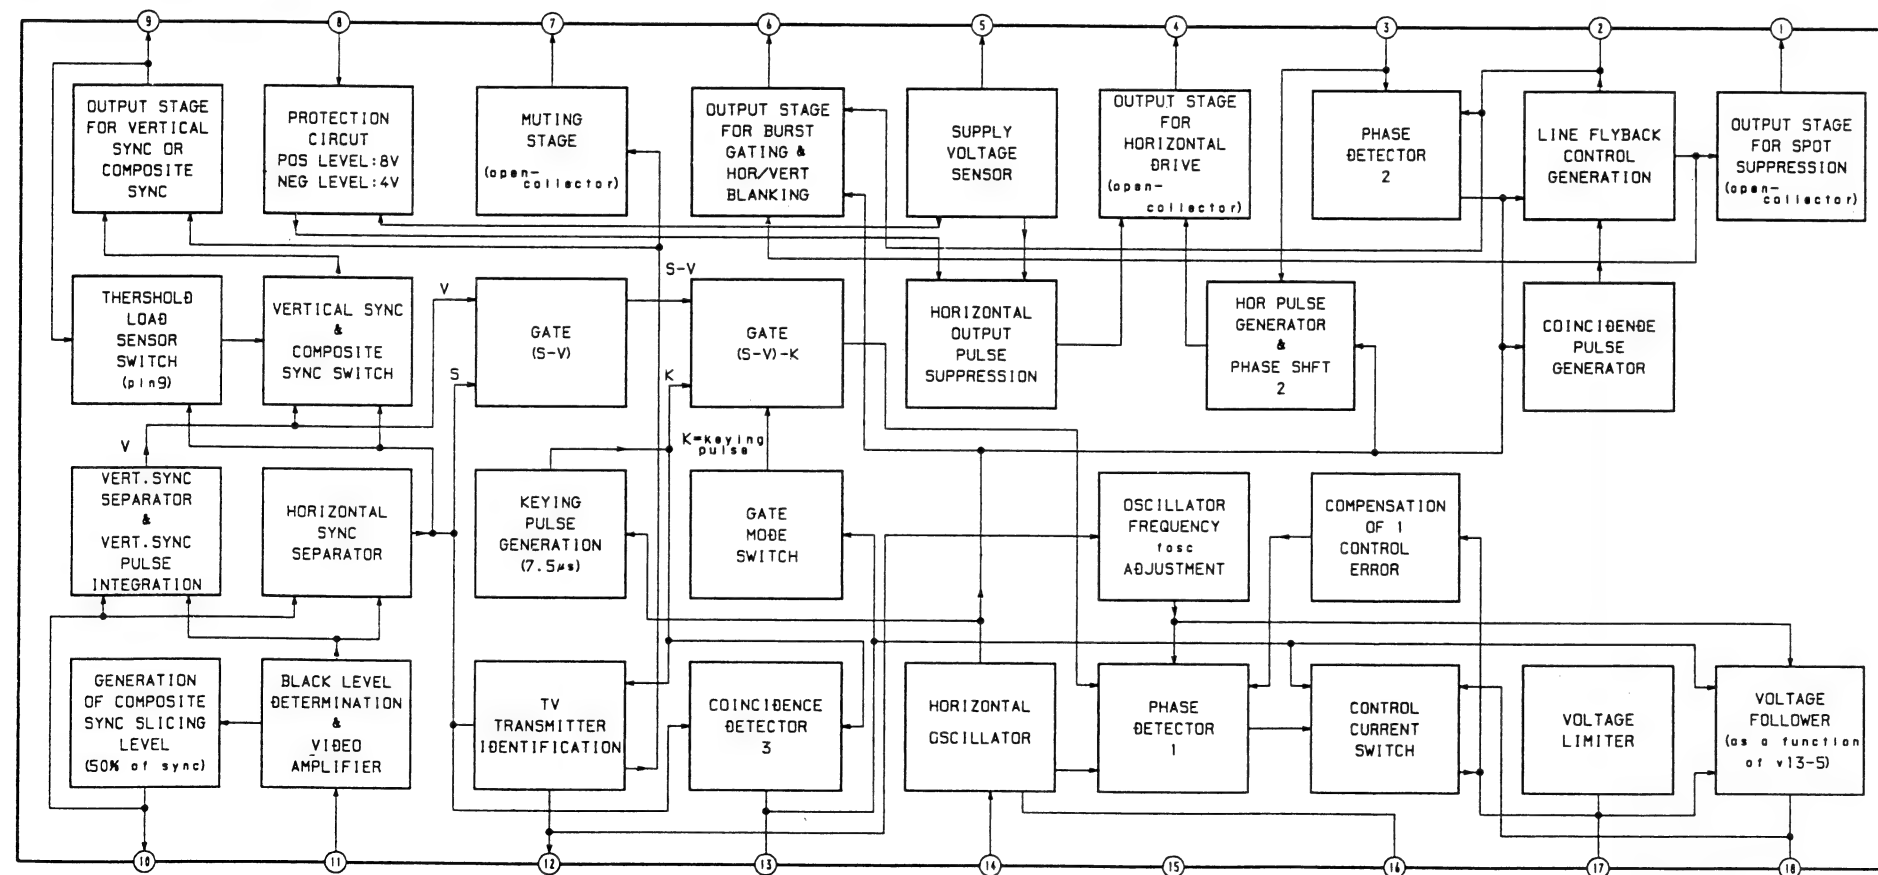 9
8
7
6
5
4
3
2
1
OUTPUT STAGE
FOR VERTICAL
SYNC OR
COMPOSITE
SYNC
PROTECTION
CIRCUT
POS LEVEL:8V
NEG LEVEL:4V
MUTING
STAGE
(open-
collector)
OUTPUT STAGE
FOR BURST
GATING &
HOR/VERT
BLANKING
SUPPLY
VOLTAGE
SENSOR
OUTPUT STAGE
FOR
HORIZONTAL
DRIVE
(open-
collector)
PHASE
DETECTOR
2
LINE FLYBACK
CONTROL
GENERATION
OUTPUT STAGE
FOR SPOT
SUPPRESSION
(open-
collector)
THERSHOLD
LOAD
SENSOR
SWITCH
(pin9)
VERTICAL SYNC
&
COMPOSITE
SYNC SWITCH
V
S
GATE
(S-V)
S-V
K
GATE
(S-V)-K
HORIZONTAL
OUTPUT
PULSE
SUPPRESSION
HOR PULSE
GENERATOR
&
PHASE SHFT
2
COINCIDENDE
PULSE
GENERATOR
V
K=keying
pulse
VERT.SYNC
SEPARATOR
&
VERT.SYNC
PULSE
INTEGRATION
HORIZONTAL
SYNC
SEPARATOR
KEYING
PULSE
GENERATION
(7.5µs)
GATE
MODE
SWITCH
OSCILLATOR
FREQUENCY
fosc
ADJUSTMENT
COMPENSATION
OF 1
CONTROL
ERROR
GENERATION
OF COMPOSITE
SYNC SLICING
LEVEL
(50% of sync)
BLACK LEVEL
DETERMINATION
&
VIDEO
AMPLIFIER
TV
TRANSMITTER
IDENTIFICATION
COINCIDENCE
DETECTOR
3
HORIZONTAL
OSCILLATOR
PHASE
DETECTOR
1
CONTROL
CURRENT
SWITCH
VOLTAGE
LIMITER
VOLTAGE
FOLLOWER
(as a function
of v13-5)
10
11
12
13
14
15
16
17
18